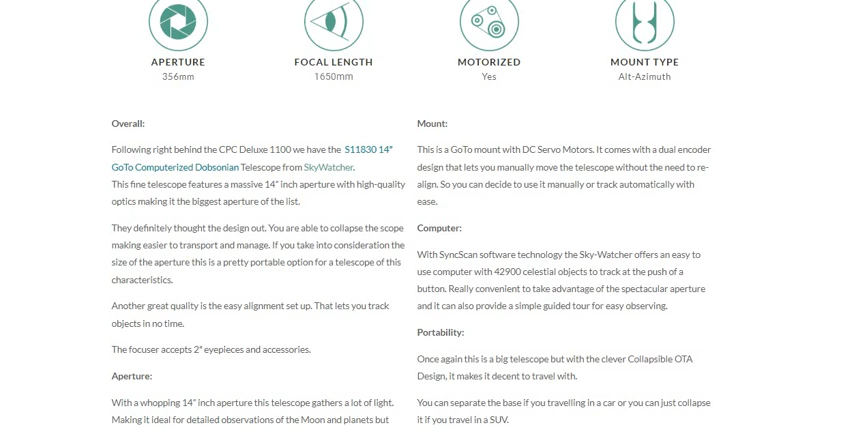 APERTURE
356mm
FOCAL LENGTH
1650mm
MOTORIZED
Yes
MOUNT TYPE
Alt-Azimuth
Overall:
Following right behind the CPC Deluxe 1100 we have the S11830 14″
GoTo Computerized Dobsonian Telescope from SkyWatcher.
This fine telescope features a massive 14″ inch aperture with high-quality
optics making it the biggest aperture of the list.
They definitely thought the design out. You are able to collapse the scope
making easier to transport and manage. If you take into consideration the
size of the aperture this is a pretty portable option for a telescope of this
characteristics.
Another great quality is the easy alignment set up. That lets you track
objects in no time.
The focuser accepts 2″ eyepieces and accessories.
Aperture:
With a whopping 14″ inch aperture this telescope gathers a lot of light.
Making it ideal for detailed observations of the Moon and planets but
Mount:
This is a GoTo mount with DC Servo Motors. It comes with a dual encoder
design that lets you manually move the telescope without the need to re-
align. So you can decide to use it manually or track automatically with
ease.
Computer:
With SyncScan software technology the Sky-Watcher offers an easy to
use computer with 42900 celestial objects to track at the push of a
button. Really convenient to take advantage of the spectacular aperture
and it can also provide a simple guided tour for easy observing.
Portability:
Once again this is a big telescope but with the clever Collapsible OTA
Design, it makes it decent to travel with.
You can separate the base if you travelling in a car or you can just collapse
it if you travel in a SUV.